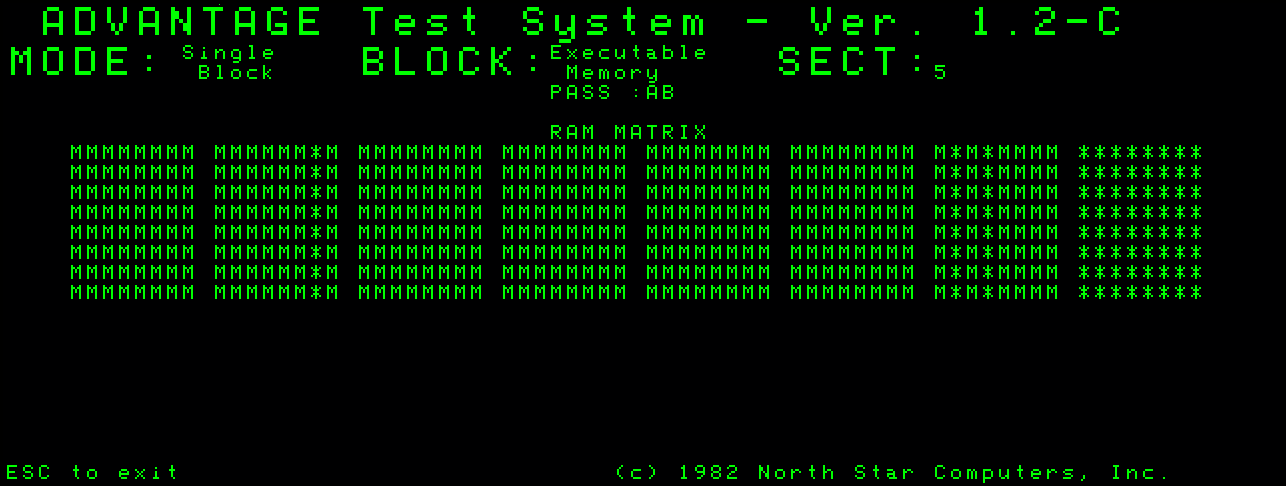 ADVANTAGE Test System - Ver. 1.2-C
MODE: Single Block BLOCK: Executable Memory SECT: 5
PASS :AB
RAM MATRIX
MMMMMMMM MMMMMM*M MMMMMMMM MMMMMMMM MMMMMMMM MMMMMMMM M*M*MMMM ********
MMMMMMMM MMMMMM*M MMMMMMMM MMMMMMMM MMMMMMMM MMMMMMMM M*M*MMMM ********
MMMMMMMM MMMMMM*M MMMMMMMM MMMMMMMM MMMMMMMM MMMMMMMM M*M*MMMM ********
MMMMMMMM MMMMMM*M MMMMMMMM MMMMMMMM MMMMMMMM MMMMMMMM M*M*MMMM ********
MMMMMMMM MMMMMM*M MMMMMMMM MMMMMMMM MMMMMMMM MMMMMMMM M*M*MMMM ********
MMMMMMMM MMMMMM*M MMMMMMMM MMMMMMMM MMMMMMMM MMMMMMMM M*M*MMMM ********
MMMMMMMM MMMMMM*M MMMMMMMM MMMMMMMM MMMMMMMM MMMMMMMM M*M*MMMM ********
MMMMMMMM MMMMMM*M MMMMMMMM MMMMMMMM MMMMMMMM MMMMMMMM M*M*MMMM ********
ESC to exit (c) 1982 North Star Computers, Inc.